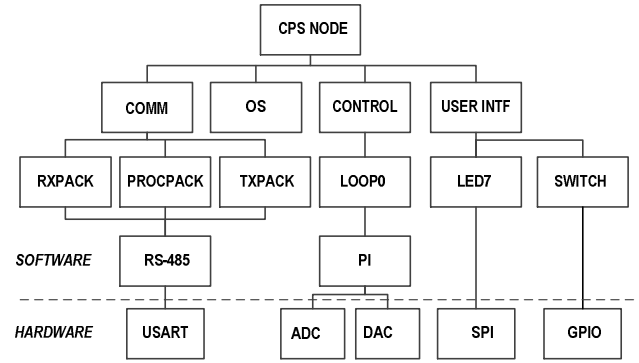 CPS NODE
COMM OS CONTROL USER INTF
RXPACK PROCPACK TXPACK LOOP0 LED7 SWITCH
SOFTWARE RS-485 PI
HARDWARE USART ADC DAC SPI GPIO